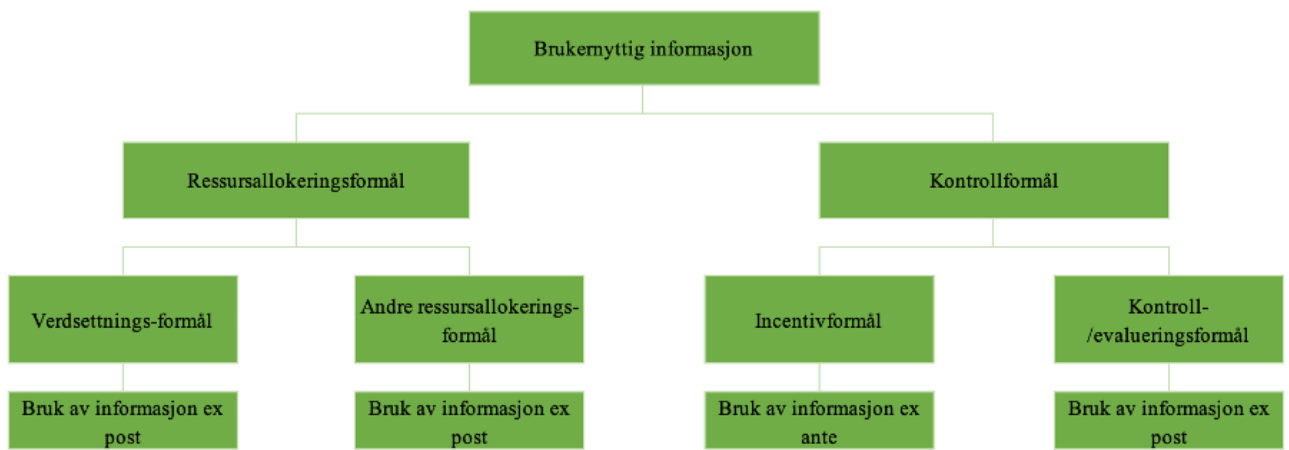 Brukernyttig informasjon
Ressursallokeringsformål
Kontrollformål
Verdsettnings-formål
Andre ressursallokerings-
formål
Incentivformål
Kontroll-
/evalueringsformål
Bruk av informasjon ex
post
Bruk av informasjon ex
post
Bruk av informasjon ex
ante
Bruk av informasjon ex
post